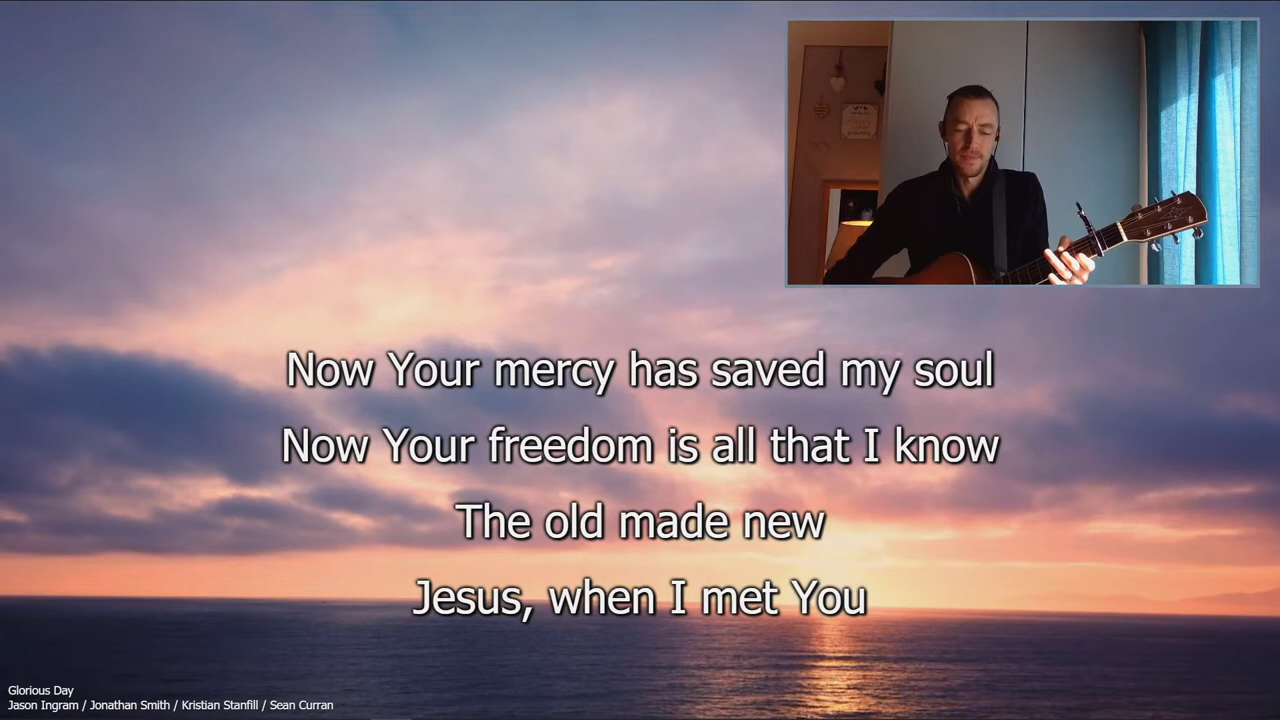 Now Your mercy has saved my soul
Now Your freedom is all that I know
The old made new
Jesus, when I met You
Glorious Day
Jason Ingram / Jonathan Smith / Kristian Stanfill / Sean Curran